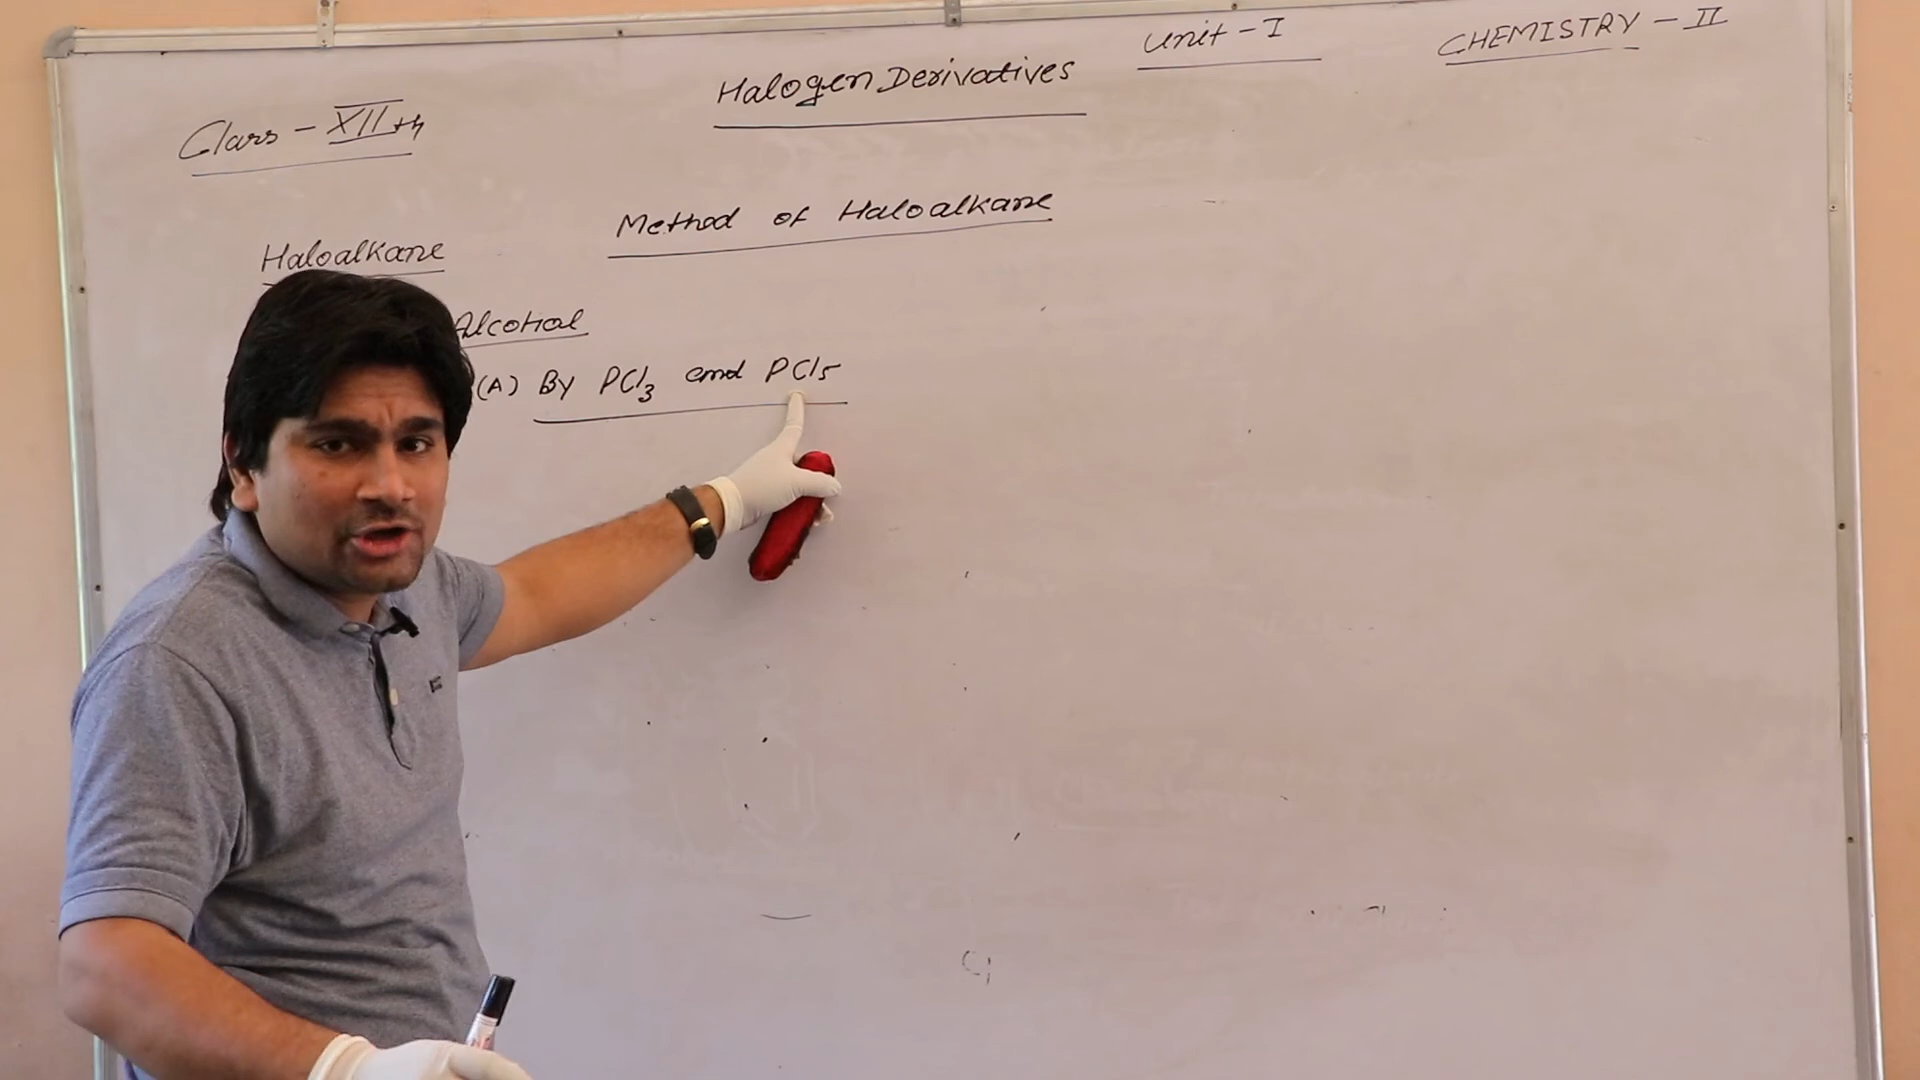 Unit - I
CHEMISTRY - II
Halogen Derivatives
Class - XIIth
Method of Haloalkane
Haloalkane
Alcohol
(A) By PCl3 and PCl5